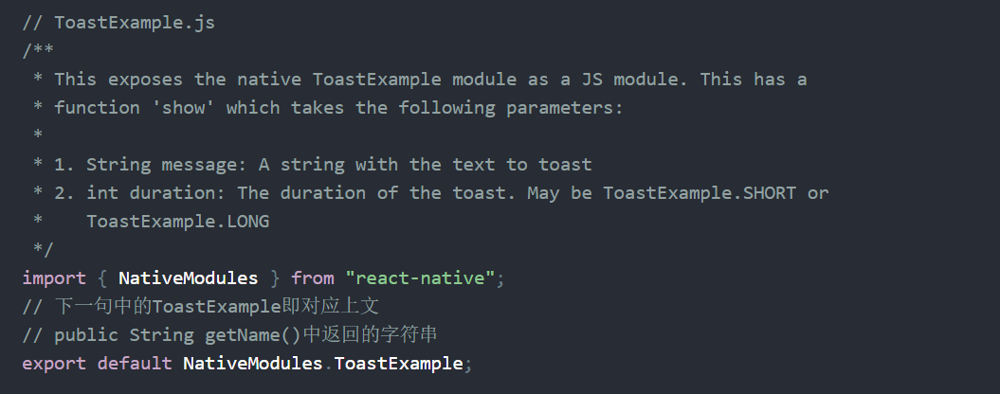 // ToastExample.js
/**
 * This exposes the native ToastExample module as a JS module. This has a
 * function 'show' which takes the following parameters:
 *
 * 1. String message: A string with the text to toast
 * 2. int duration: The duration of the toast. May be ToastExample.SHORT or
 *    ToastExample.LONG
 */
import { NativeModules } from "react-native";
// 下一句中的ToastExample即对应上文
// public String getName()中返回的字符串
export default NativeModules.ToastExample;